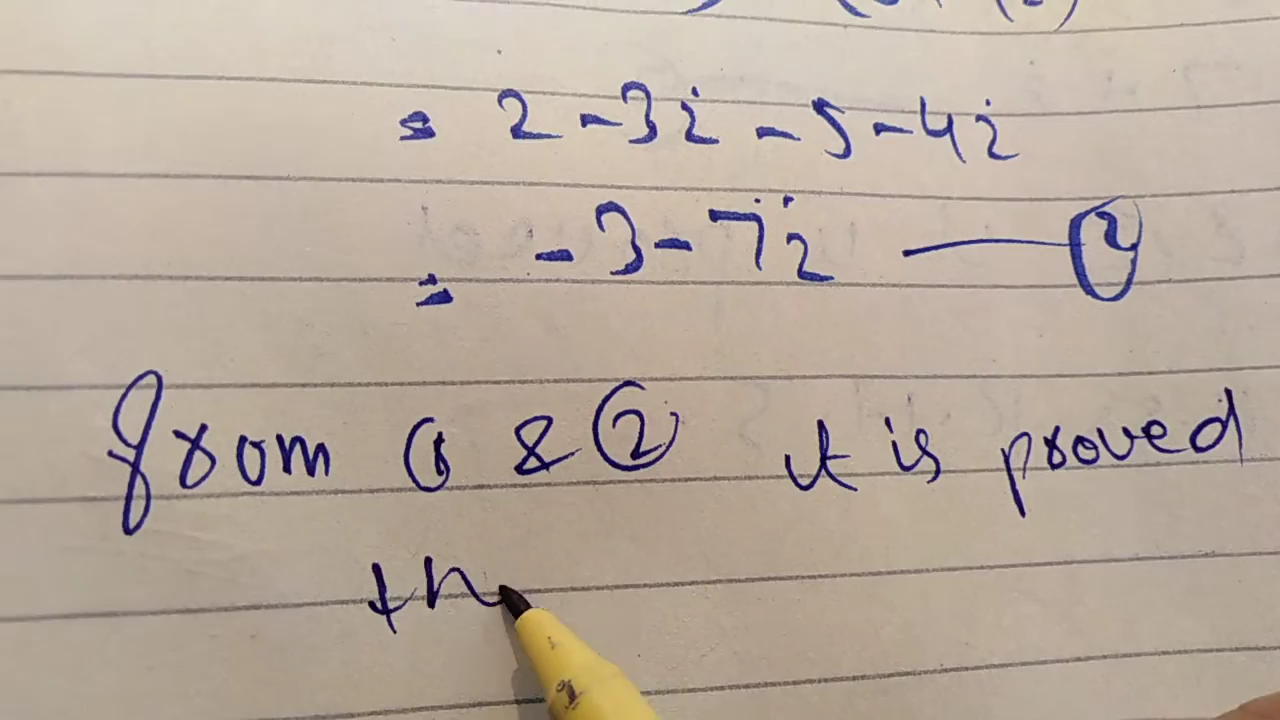 = 2 - 3i - 5 - 4i
= - 3 - 7i — ②
from ① & ② it is proved
th